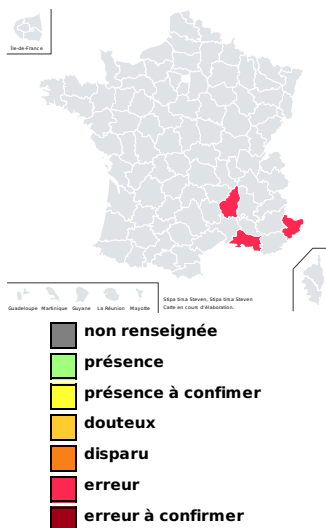 Île-de-France
Guadeloupe Martinique Guyane La Réunion Mayotte
Stipa tirsa Steven, Stipa tirsa Steven
Carte en cours d'élaboration.
non renseignée
présence
présence à confimer
douteux
disparu
erreur
erreur à confirmer